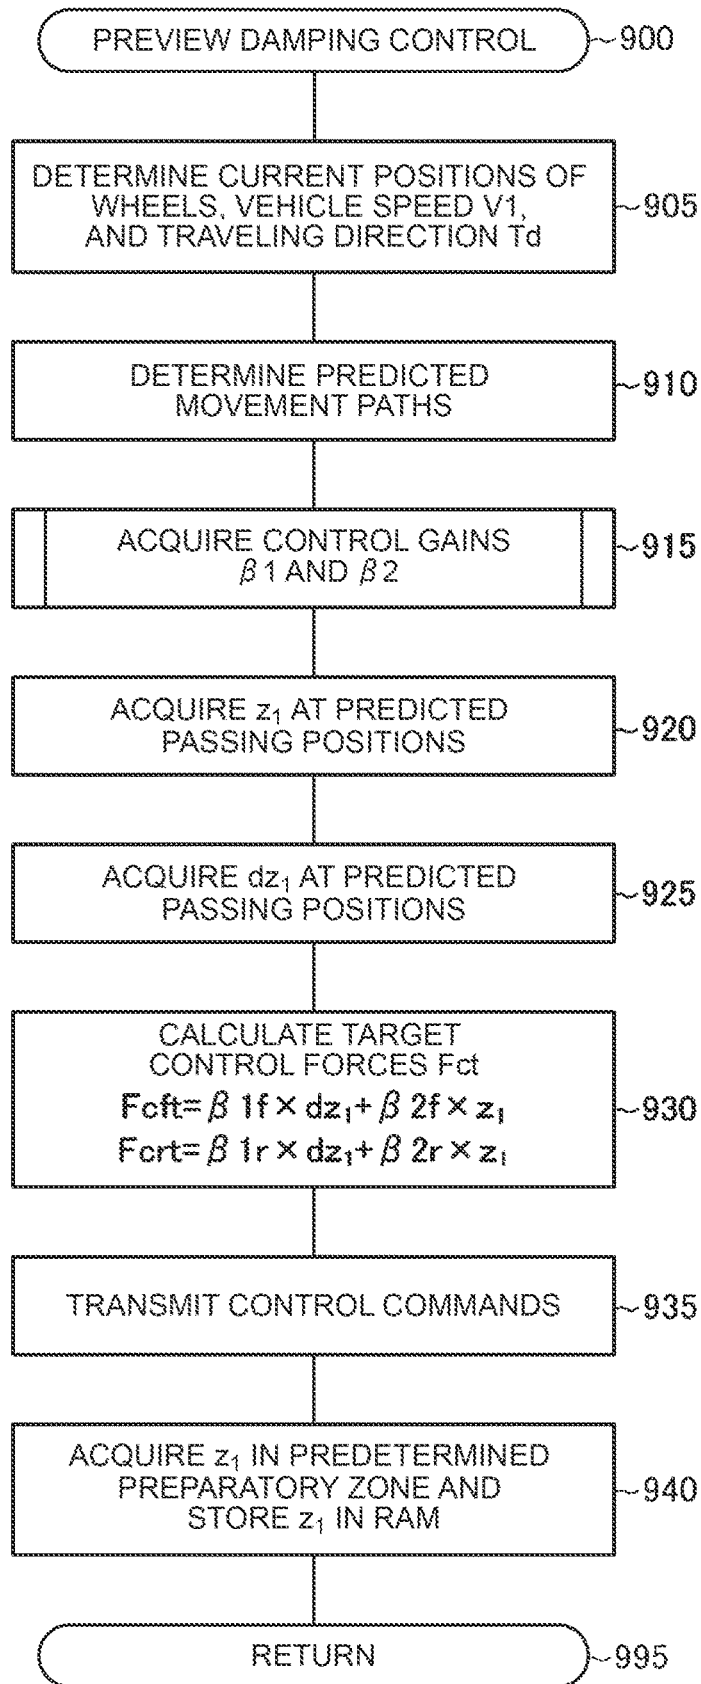 PREVIEW DAMPING CONTROL
900
DETERMINE CURRENT POSITIONS OF
WHEELS, VEHICLE SPEED V1,
AND TRAVELING DIRECTION Td
905
DETERMINE PREDICTED
MOVEMENT PATHS
910
ACQUIRE CONTROL GAINS
β1 AND β2
915
ACQUIRE z₁ AT PREDICTED
PASSING POSITIONS
920
ACQUIRE dz₁ AT PREDICTED
PASSING POSITIONS
925
CALCULATE TARGET
CONTROL FORCES Fct
Fcft=β1f×dz₁+β2f×z₁
Fcrt=β1r×dz₁+β2r×z₁
930
TRANSMIT CONTROL COMMANDS
935
ACQUIRE z₁ IN PREDETERMINED
PREPARATORY ZONE AND
STORE z₁ IN RAM
940
RETURN
995